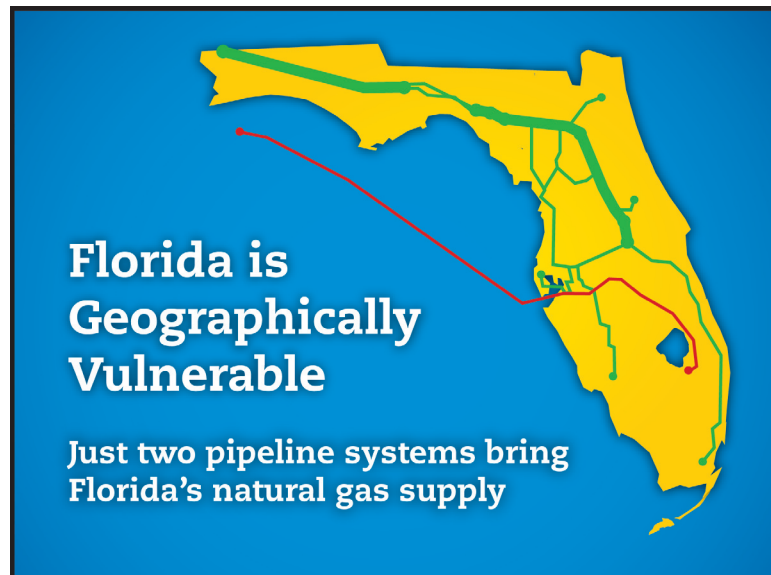 Florida is
Geographically
Vulnerable
Just two pipeline systems bring
Florida's natural gas supply